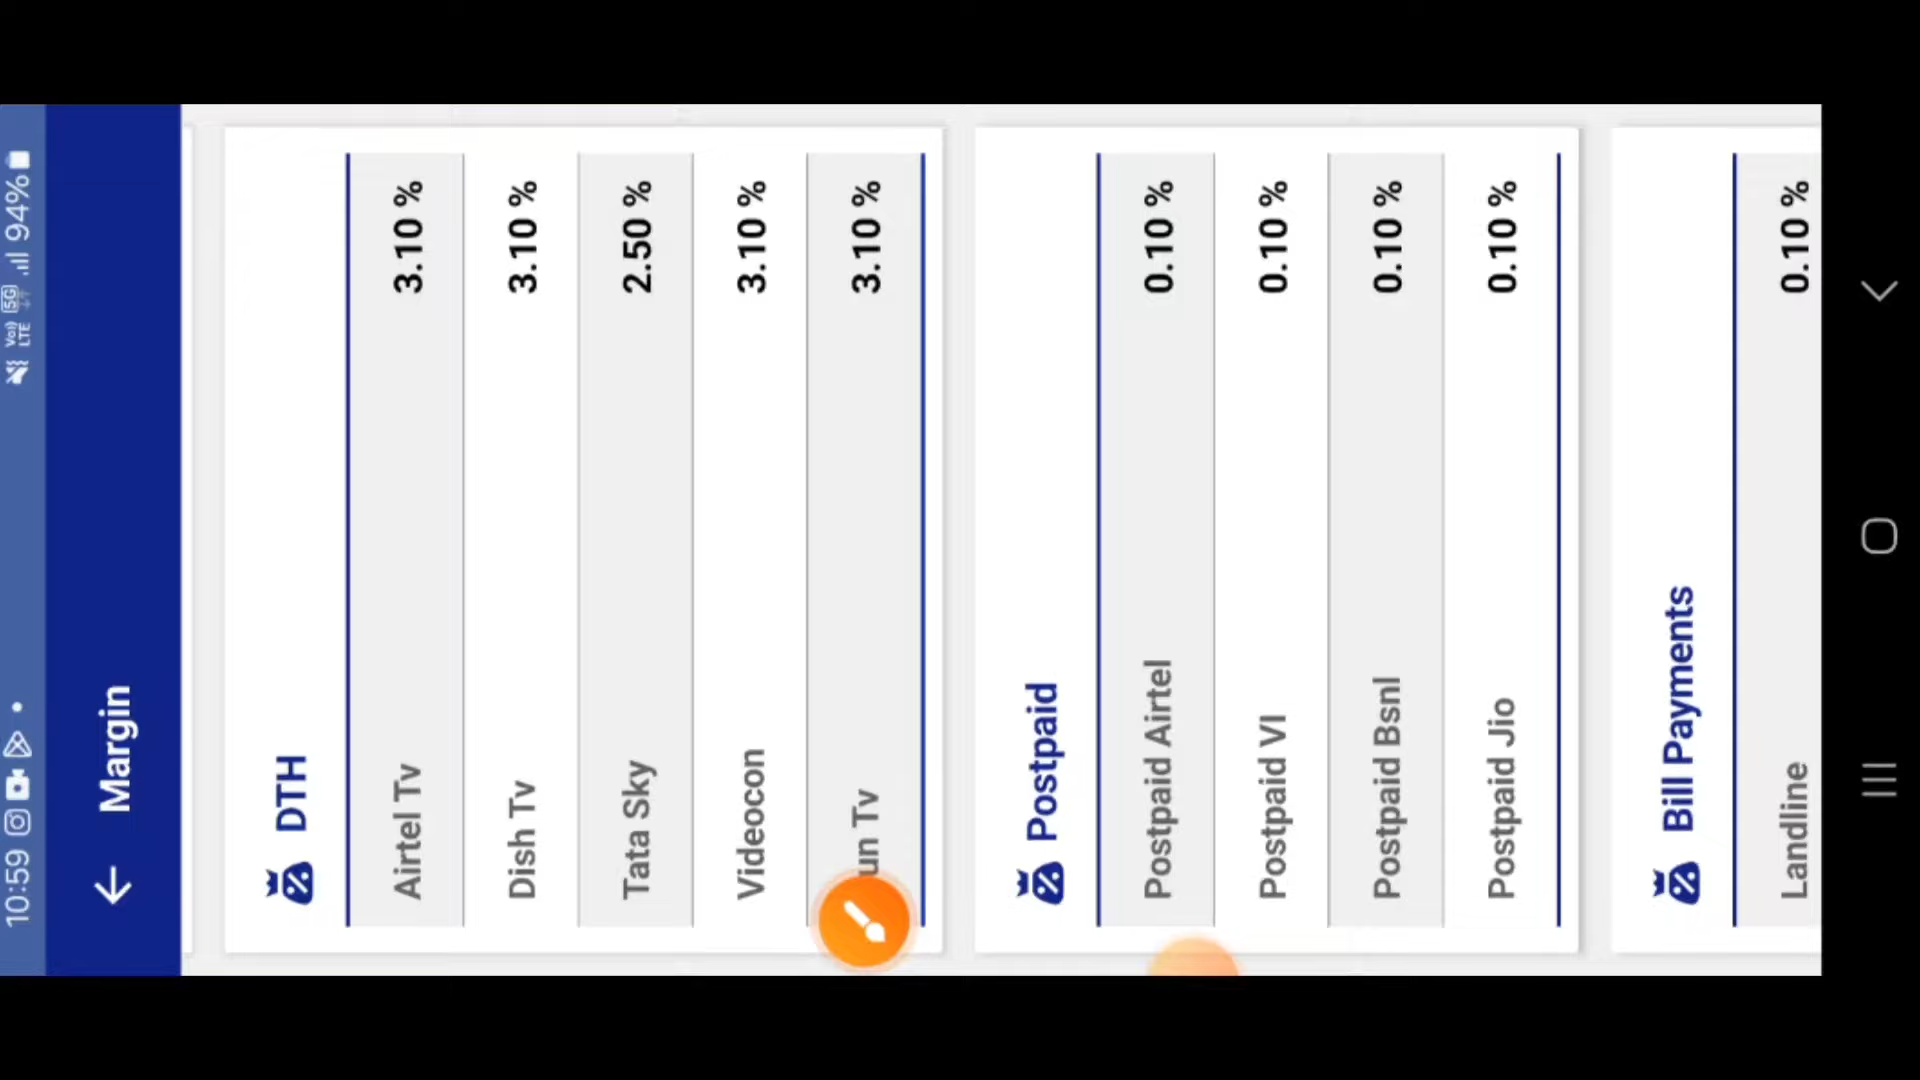 10:59
94%
Margin
DTH
Airtel Tv 3.10 %
Dish Tv 3.10 %
Tata Sky 2.50 %
Videocon 3.10 %
un Tv 3.10 %
Postpaid
Postpaid Airtel 0.10 %
Postpaid VI 0.10 %
Postpaid Bsnl 0.10 %
Postpaid Jio 0.10 %
Bill Payments
Landline 0.10 %